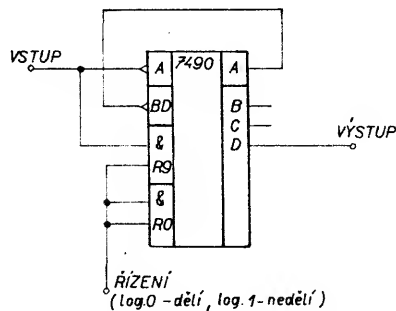 VSTUP
A 7490 A
BD B
C
& D VÝSTUP
R9
&
R0
ŘÍZENÍ
(log.0 - dělí, log. 1 - nedělí)